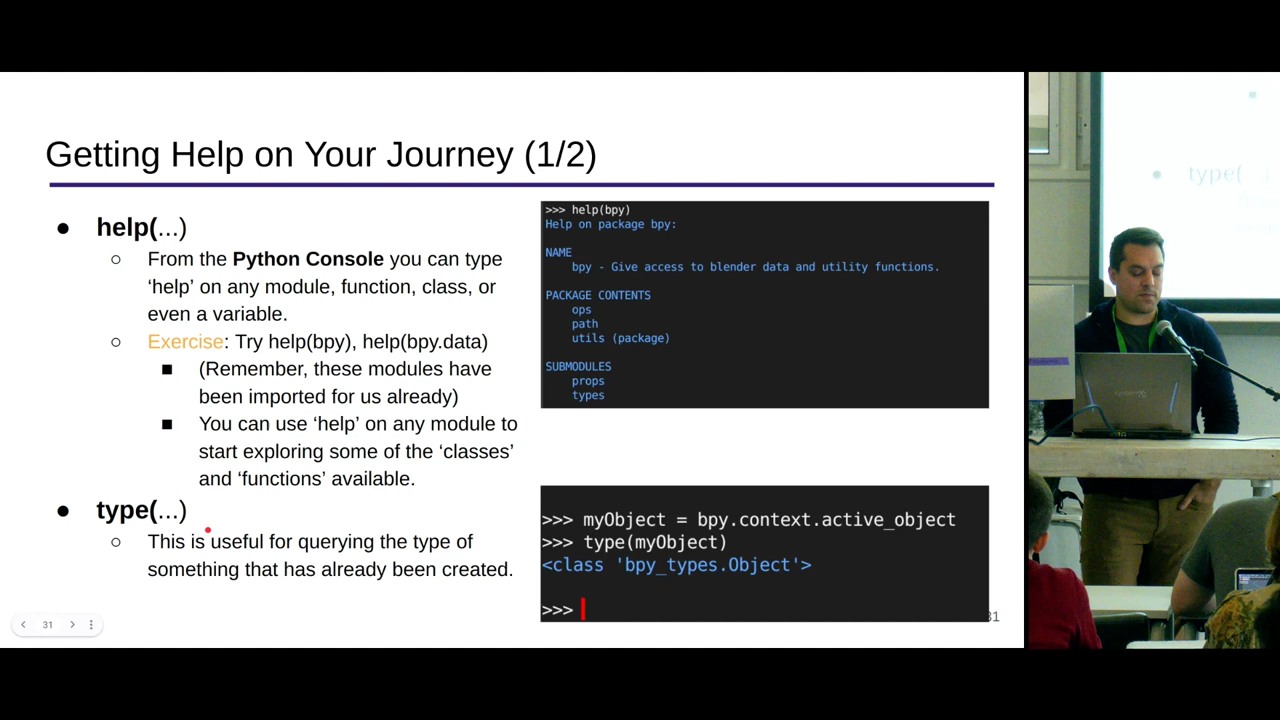 Getting Help on Your Journey (1/2)
● help(...)
○ From the Python Console you can type
‘help’ on any module, function, class, or
even a variable.
○ Exercise: Try help(bpy), help(bpy.data)
■ (Remember, these modules have
been imported for us already)
■ You can use ‘help’ on any module to
start exploring some of the ‘classes’
and ‘functions’ available.
● type(...)
○ This is useful for querying the type of
something that has already been created.
>>> help(bpy)
Help on package bpy:
NAME
bpy - Give access to blender data and utility functions.
PACKAGE CONTENTS
ops
path
utils (package)
SUBMODULES
props
types
>>> myObject = bpy.context.active_object
>>> type(myObject)
<class 'bpy_types.Object'>
>>>
31
31
type(